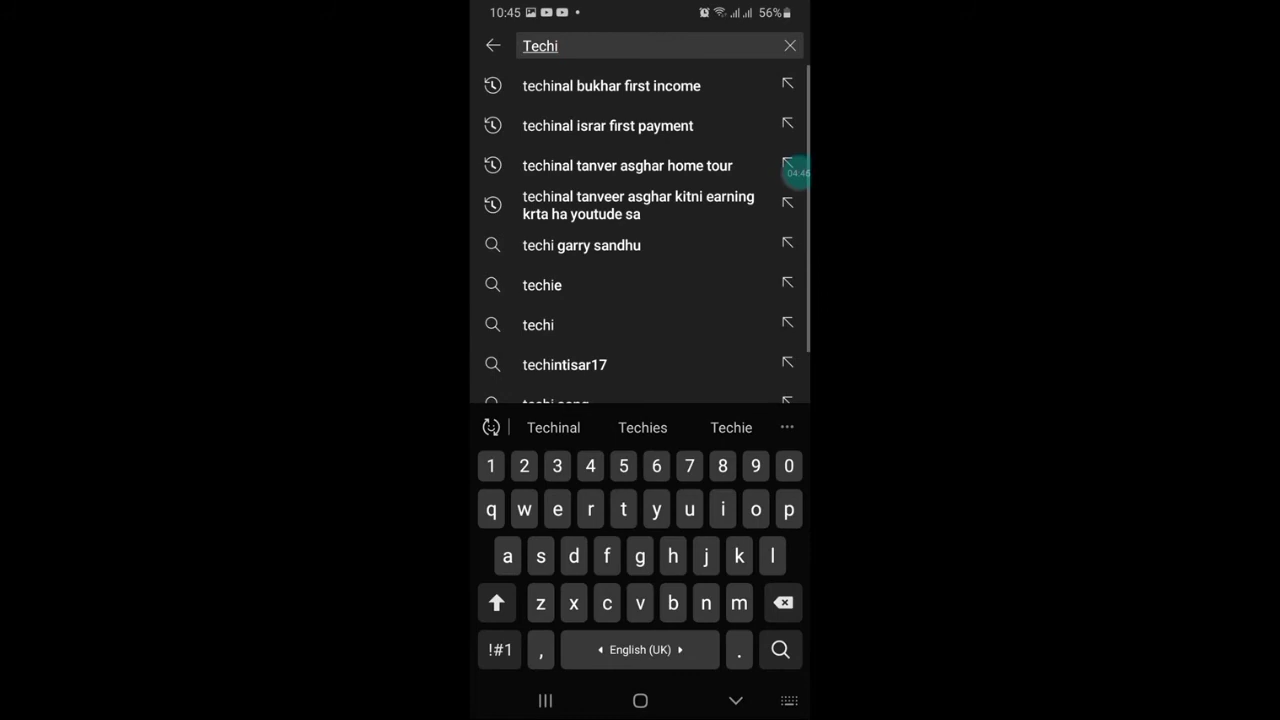 10:45 56%
Techi
techinal bukhar first income
techinal israr first payment
techinal tanver asghar home tour
04:46
techinal tanveer asghar kitni earning
krta ha youtude sa
techi garry sandhu
techie
techi
techintisar17
techi song
Techinal Techies Techie
1 2 3 4 5 6 7 8 9 0
q w e r t y u i o p
a s d f g h j k l
z x c v b n m
!#1 , English (UK) .